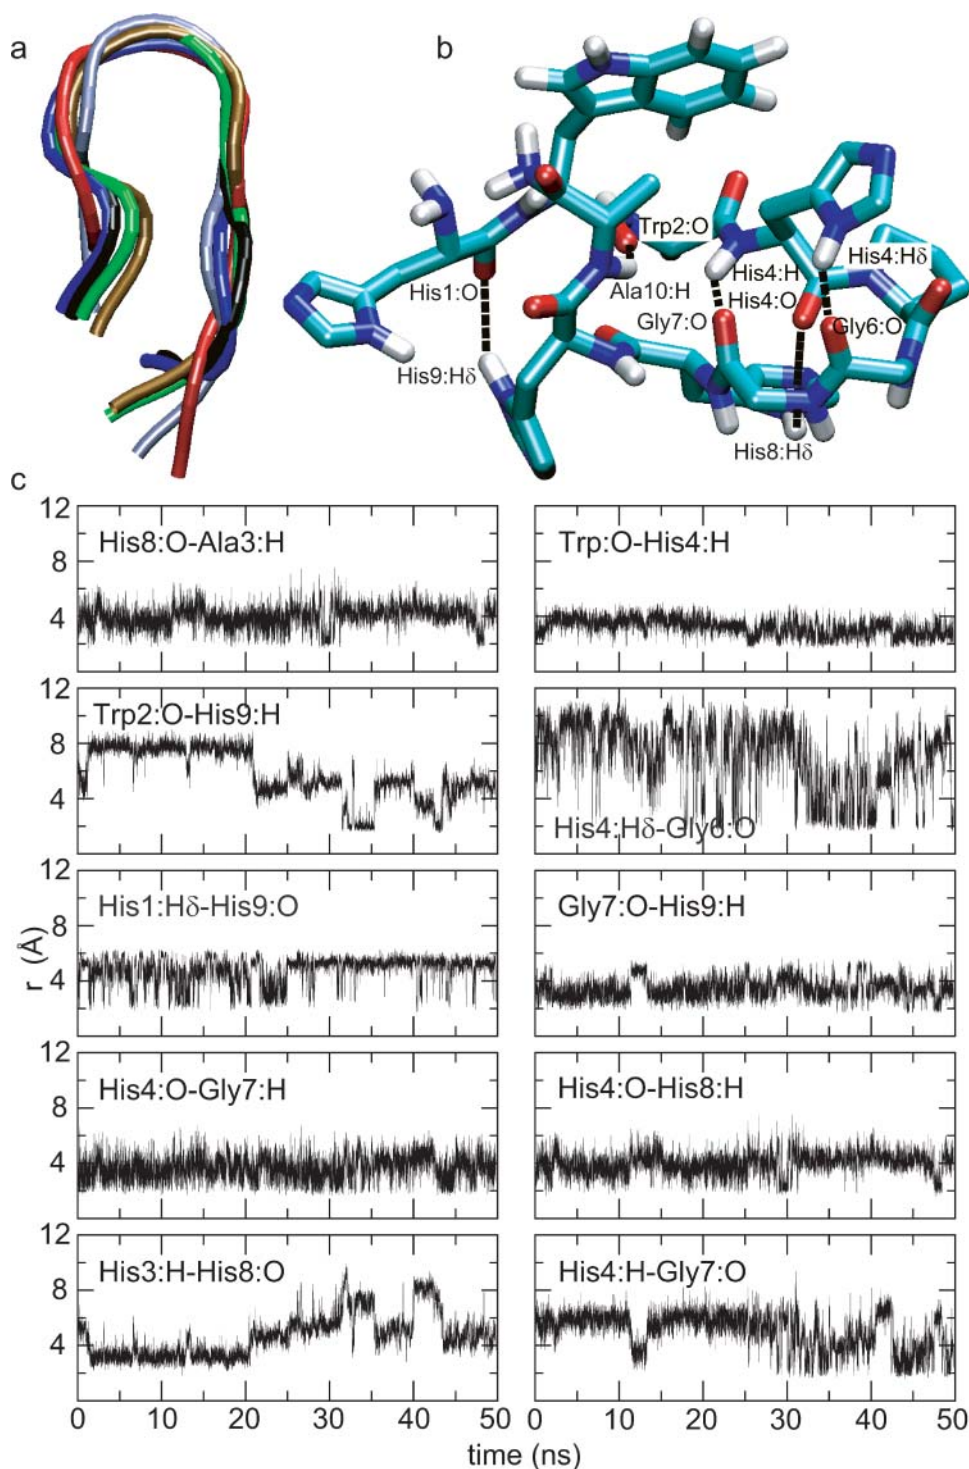 a
b
Trp2:O
His4:Hδ
His1:O
Ala10:H
His4:H
His4:O
Gly7:O
Gly6:O
His9:Hδ
His8:Hδ
c
12
8
4
His8:O-Ala3:H
Trp:O-His4:H
12
8
4
Trp2:O-His9:H
His4:Hδ-Gly6:O
12
8
4
His1:Hδ-His9:O
Gly7:O-His9:H
r (Å)
12
8
4
His4:O-Gly7:H
His4:O-His8:H
12
8
4
His3:H-His8:O
His4:H-Gly7:O
0 10 20 30 40 50 0 10 20 30 40 50
time (ns)